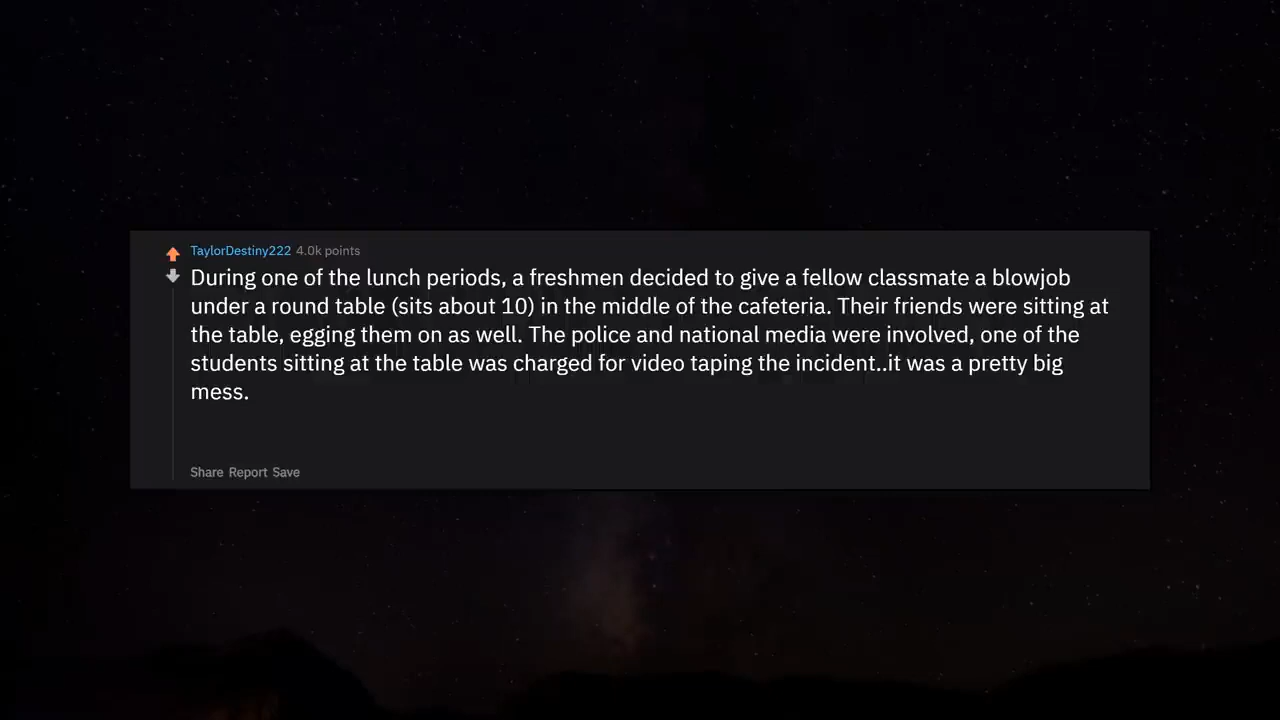 TaylorDestiny222 4.0k points
During one of the lunch periods, a freshmen decided to give a fellow classmate a blowjob
under a round table (sits about 10) in the middle of the cafeteria. Their friends were sitting at
the table, egging them on as well. The police and national media were involved, one of the
students sitting at the table was charged for video taping the incident..it was a pretty big
mess.
Share Report Save